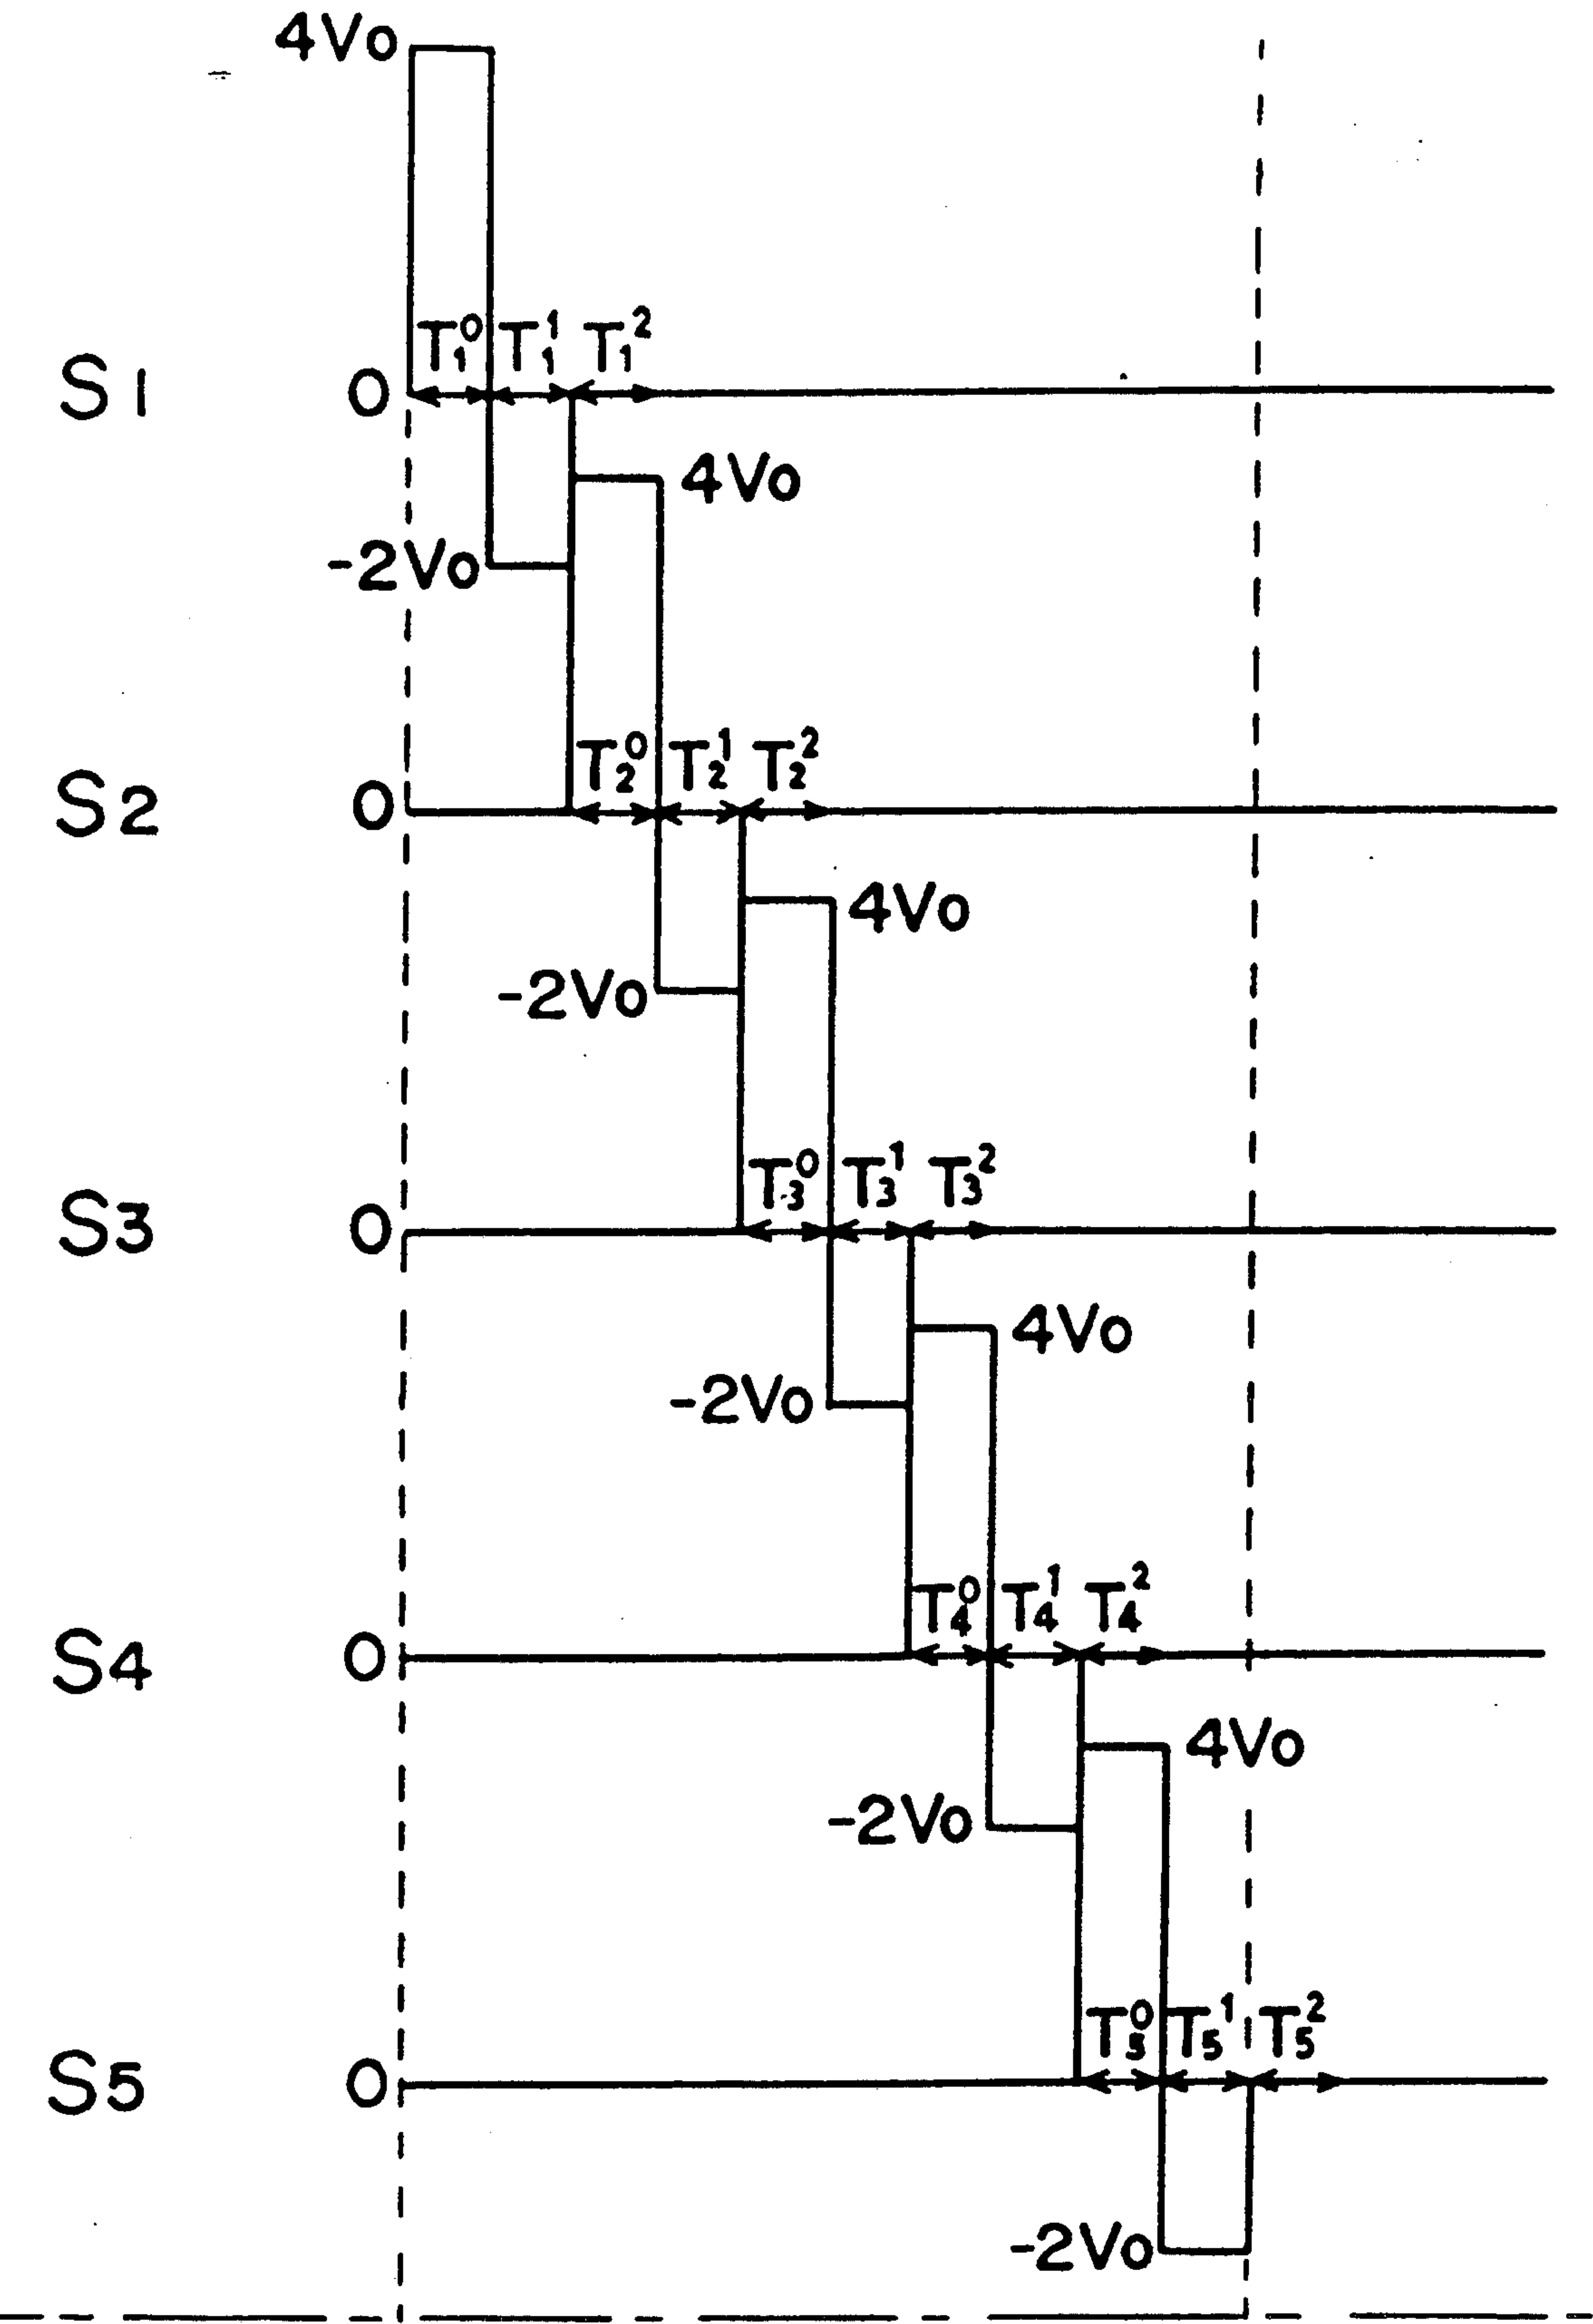 4Vo
T₁⁰ T₁¹ T₁²
S1 0
4Vo
-2Vo
T₂⁰ T₂¹ T₂²
S2 0
4Vo
-2Vo
T₃⁰ T₃¹ T₃²
S3 0
4Vo
-2Vo
T₄⁰ T₄¹ T₄²
S4 0
4Vo
-2Vo
T₅⁰ T₅¹ T₅²
S5 0
-2Vo